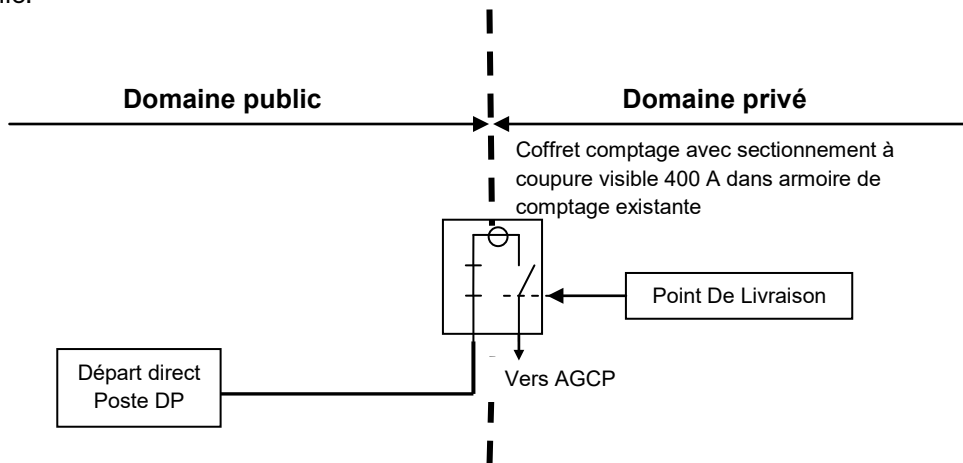 Domaine public
Domaine privé
Coffret comptage avec sectionnement à
coupure visible 400 A dans armoire de
comptage existante
Point De Livraison
Départ direct
Poste DP
Vers AGCP